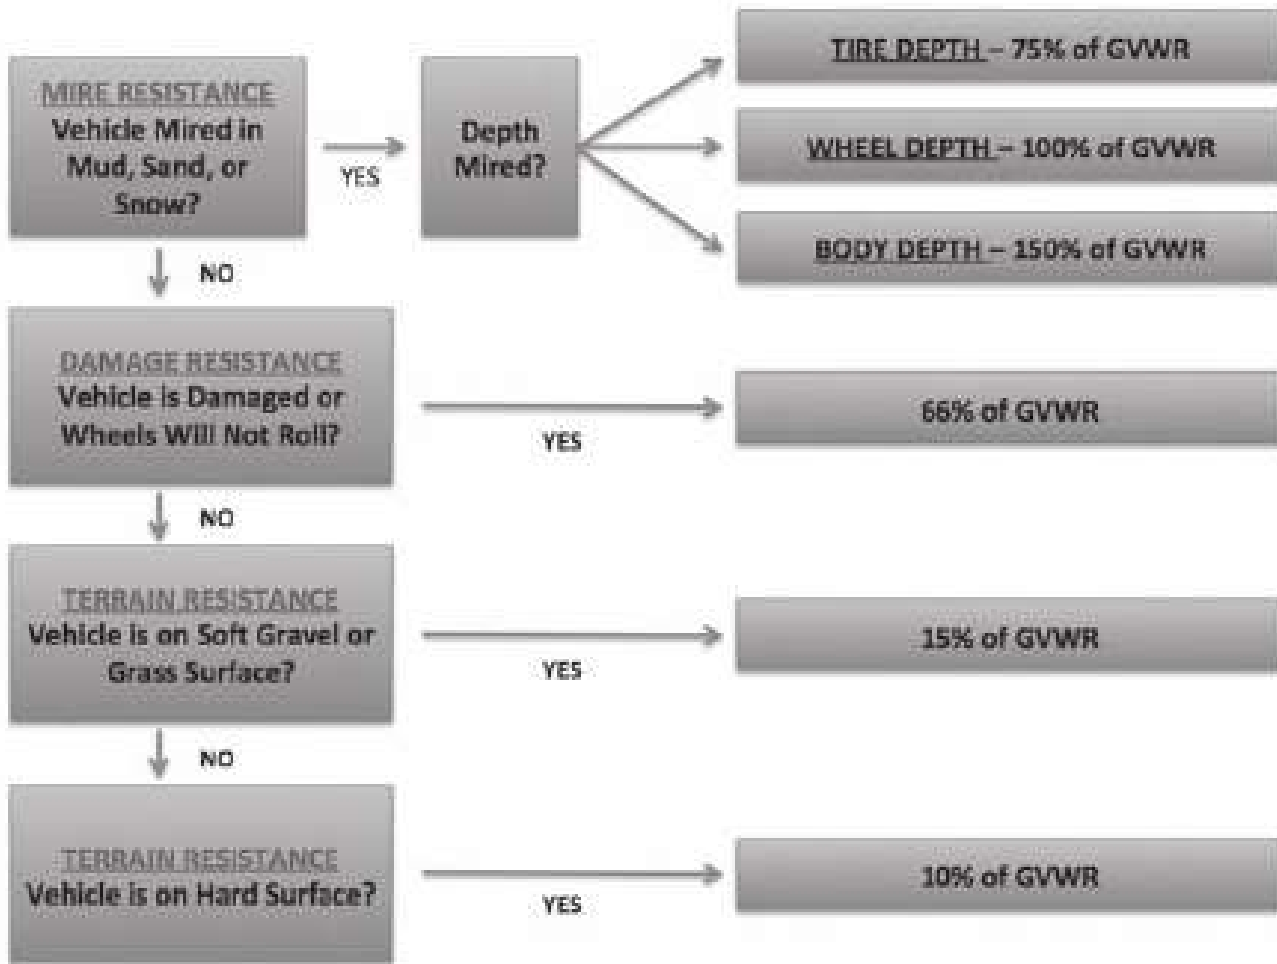 MIRE RESISTANCE
Vehicle Mired in
Mud, Sand, or
Snow?
YES
Depth
Mired?
TIRE DEPTH – 75% of GVWR
WHEEL DEPTH – 100% of GVWR
BODY DEPTH – 150% of GVWR
NO
DAMAGE RESISTANCE
Vehicle is Damaged or
Wheels Will Not Roll?
YES
66% of GVWR
NO
TERRAIN RESISTANCE
Vehicle is on Soft Gravel or
Grass Surface?
YES
15% of GVWR
NO
TERRAIN RESISTANCE
Vehicle is on Hard Surface?
YES
10% of GVWR